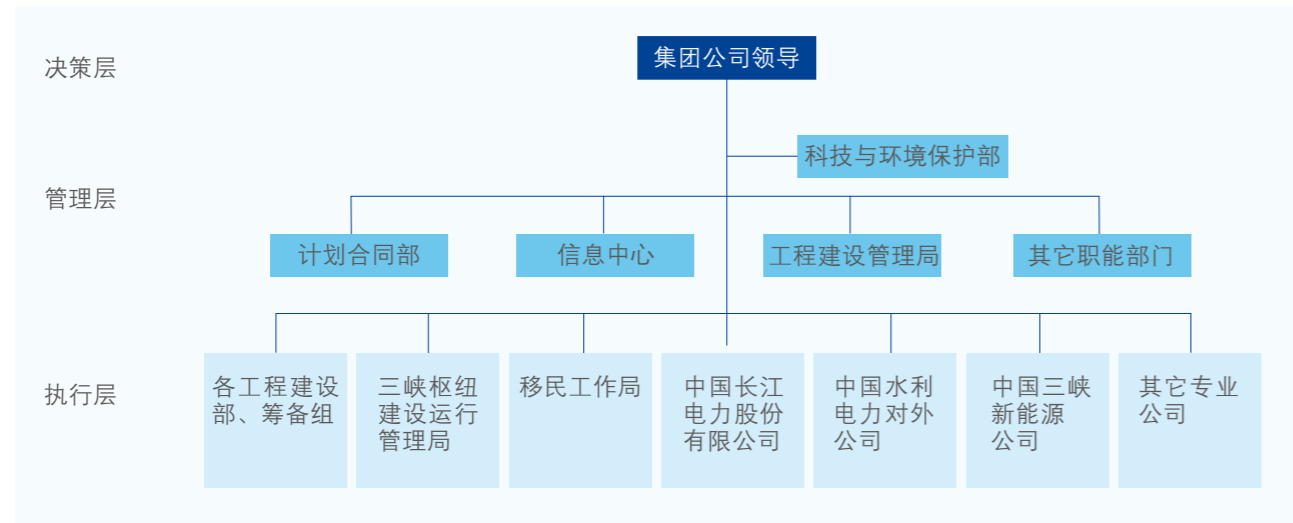 决策层
集团公司领导
科技与环境保护部
管理层
计划合同部
信息中心
工程建设管理局
其它职能部门
执行层
各工程建设
部、筹备组
三峡枢纽
建设运行
管理局
移民工作局
中国长江
电力股份
有限公司
中国水利
电力对外
公司
中国三峡
新能源
公司
其它专业
公司